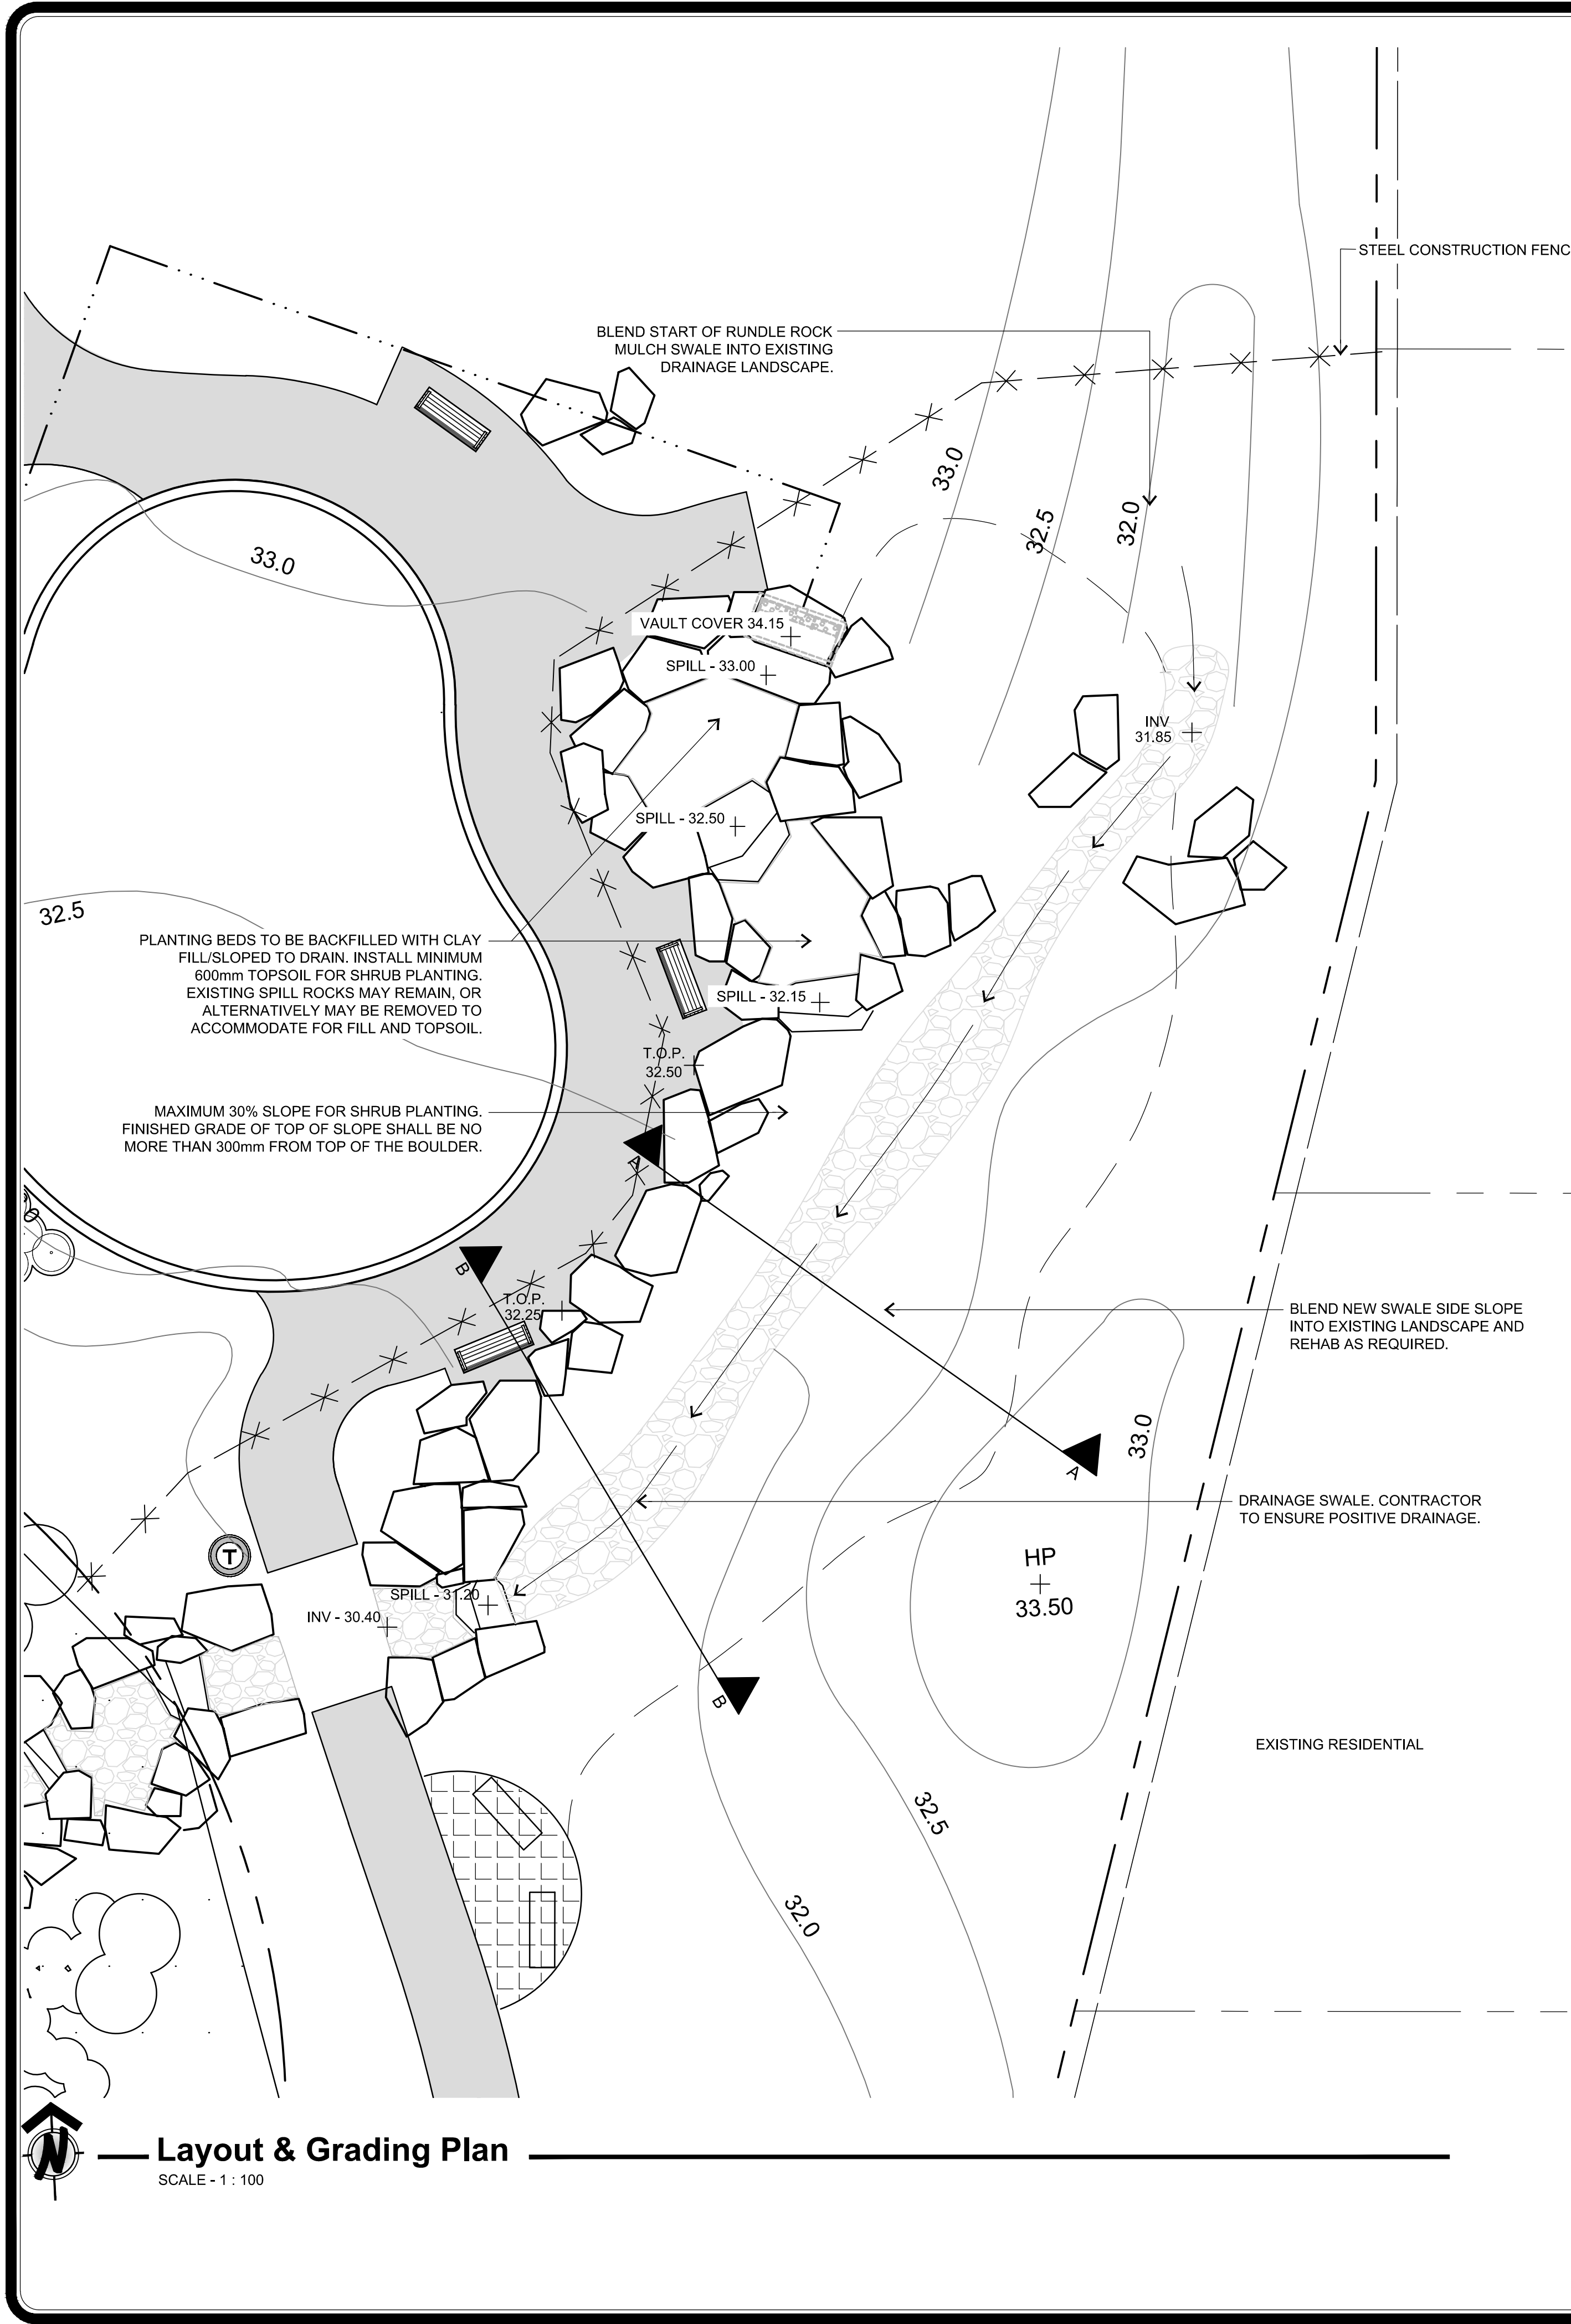 STEEL CONSTRUCTION FENC
BLEND START OF RUNDLE ROCK
MULCH SWALE INTO EXISTING
DRAINAGE LANDSCAPE.
33.0
32.5
32.0
33.0
VAULT COVER 34.15
SPILL - 33.00
INV
31.85
SPILL - 32.50
32.5
PLANTING BEDS TO BE BACKFILLED WITH CLAY
FILL/SLOPED TO DRAIN. INSTALL MINIMUM
600mm TOPSOIL FOR SHRUB PLANTING.
EXISTING SPILL ROCKS MAY REMAIN, OR
ALTERNATIVELY MAY BE REMOVED TO
ACCOMMODATE FOR FILL AND TOPSOIL.
SPILL - 32.15
T.O.P.
32.50
MAXIMUM 30% SLOPE FOR SHRUB PLANTING.
FINISHED GRADE OF TOP OF SLOPE SHALL BE NO
MORE THAN 300mm FROM TOP OF THE BOULDER.
A
B
T.O.P.
32.25
BLEND NEW SWALE SIDE SLOPE
INTO EXISTING LANDSCAPE AND
REHAB AS REQUIRED.
33.0
A
DRAINAGE SWALE. CONTRACTOR
TO ENSURE POSITIVE DRAINAGE.
T
HP
33.50
SPILL - 31.20
INV - 30.40
B
EXISTING RESIDENTIAL
32.5
32.0
N
Layout & Grading Plan
SCALE - 1 : 100